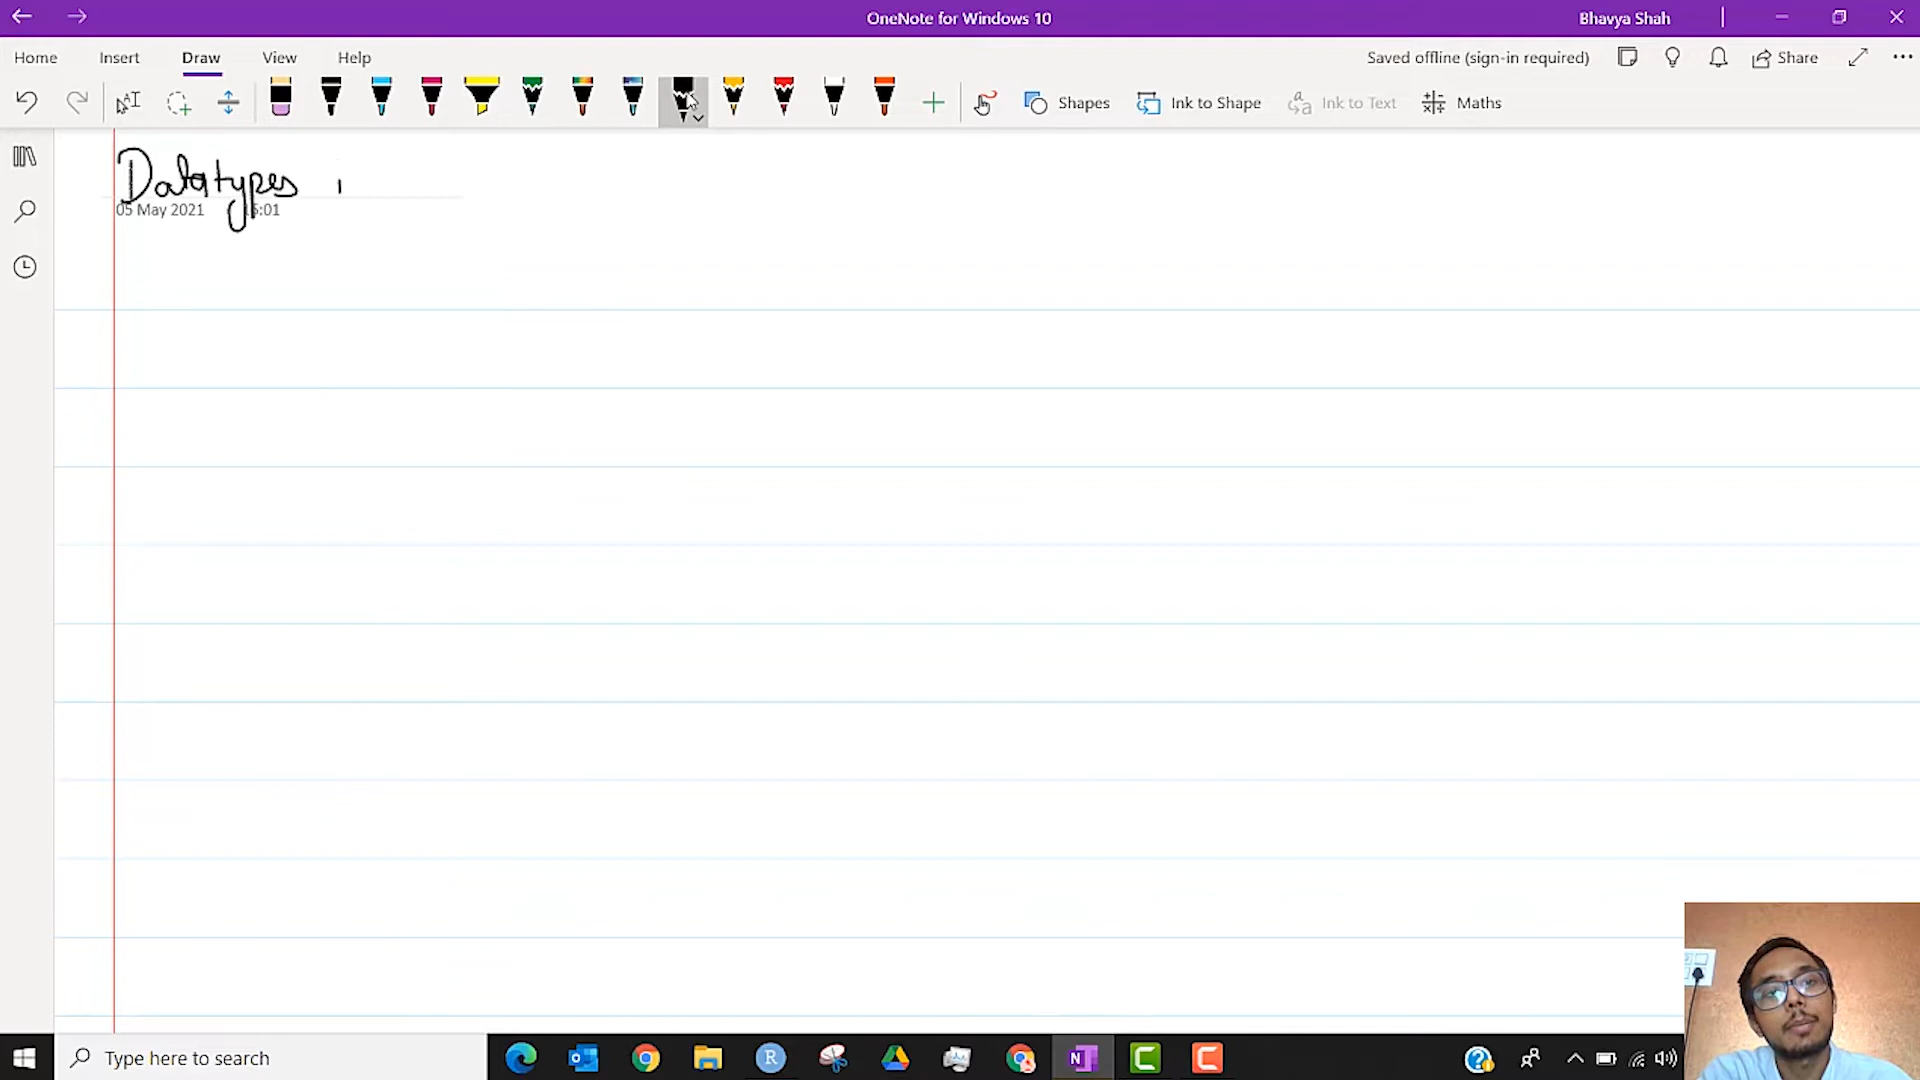 OneNote for Windows 10
Bhavya Shah
Home Insert Draw View Help
Saved offline (sign-in required)
Share
Shapes
Ink to Shape
Ink to Text
Maths
Datatypes i
05 May 2021
:01
Type here to search